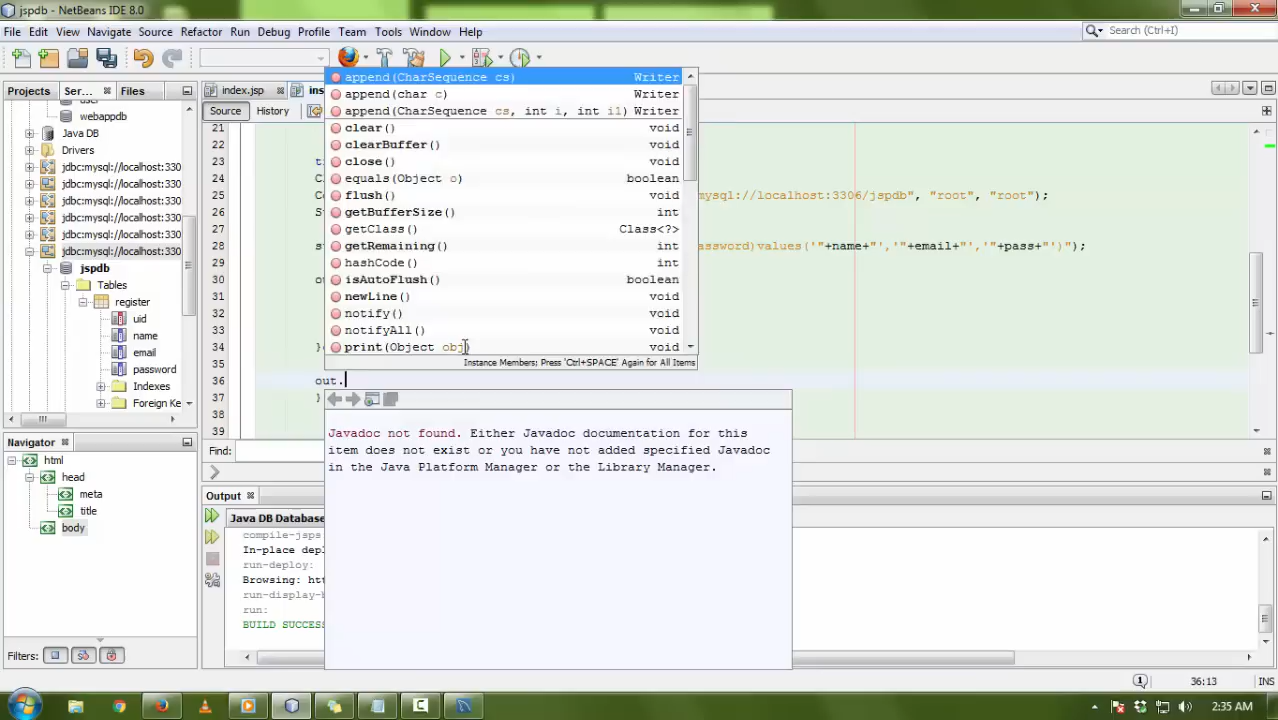 jspdb - NetBeans IDE 8.0
File Edit View Navigate Source Refactor Run Debug Profile Team Tools Window Help
Search (Ctrl+I)
Projects Ser... Files
index.jsp
ins
Source History
user
webappdb
Java DB
Drivers
jdbc:mysql://localhost:330
jdbc:mysql://localhost:330
jdbc:mysql://localhost:330
jdbc:mysql://localhost:330
jdbc:mysql://localhost:330
jdbc:mysql://localhost:330
jspdb
Tables
register
uid
name
email
password
Indexes
Foreign Ke
append(CharSequence cs) Writer
append(char c) Writer
append(CharSequence cs, int i, int i1) Writer
clear() void
clearBuffer() void
close() void
equals(Object o) boolean
flush() void
getBufferSize() int
getClass() Class<?>
getRemaining() int
hashCode() int
isAutoFlush() boolean
newLine() void
notify() void
notifyAll() void
print(Object obj) void
Instance Members; Press 'Ctrl+SPACE' Again for All Items
21
22
23 t
24 C
25 Co mysql://localhost:3306/jspdb", "root", "root");
26 S
27
28 s assword)values('"+name+"','"+email+"','"+pass+"')");
29
30 o
31
32
33
34 }
35
36 out.
37 }
38
39
Find:
Javadoc not found. Either Javadoc documentation for this
item does not exist or you have not added specified Javadoc
in the Java Platform Manager or the Library Manager.
Navigator
html
head
meta
title
body
Filters:
Output
Java DB Database
compile-jsps
In-place depl
run-deploy:
Browsing: ht
run-display-b
run:
BUILD SUCCESS
1
36:13
INS
2:35 AM